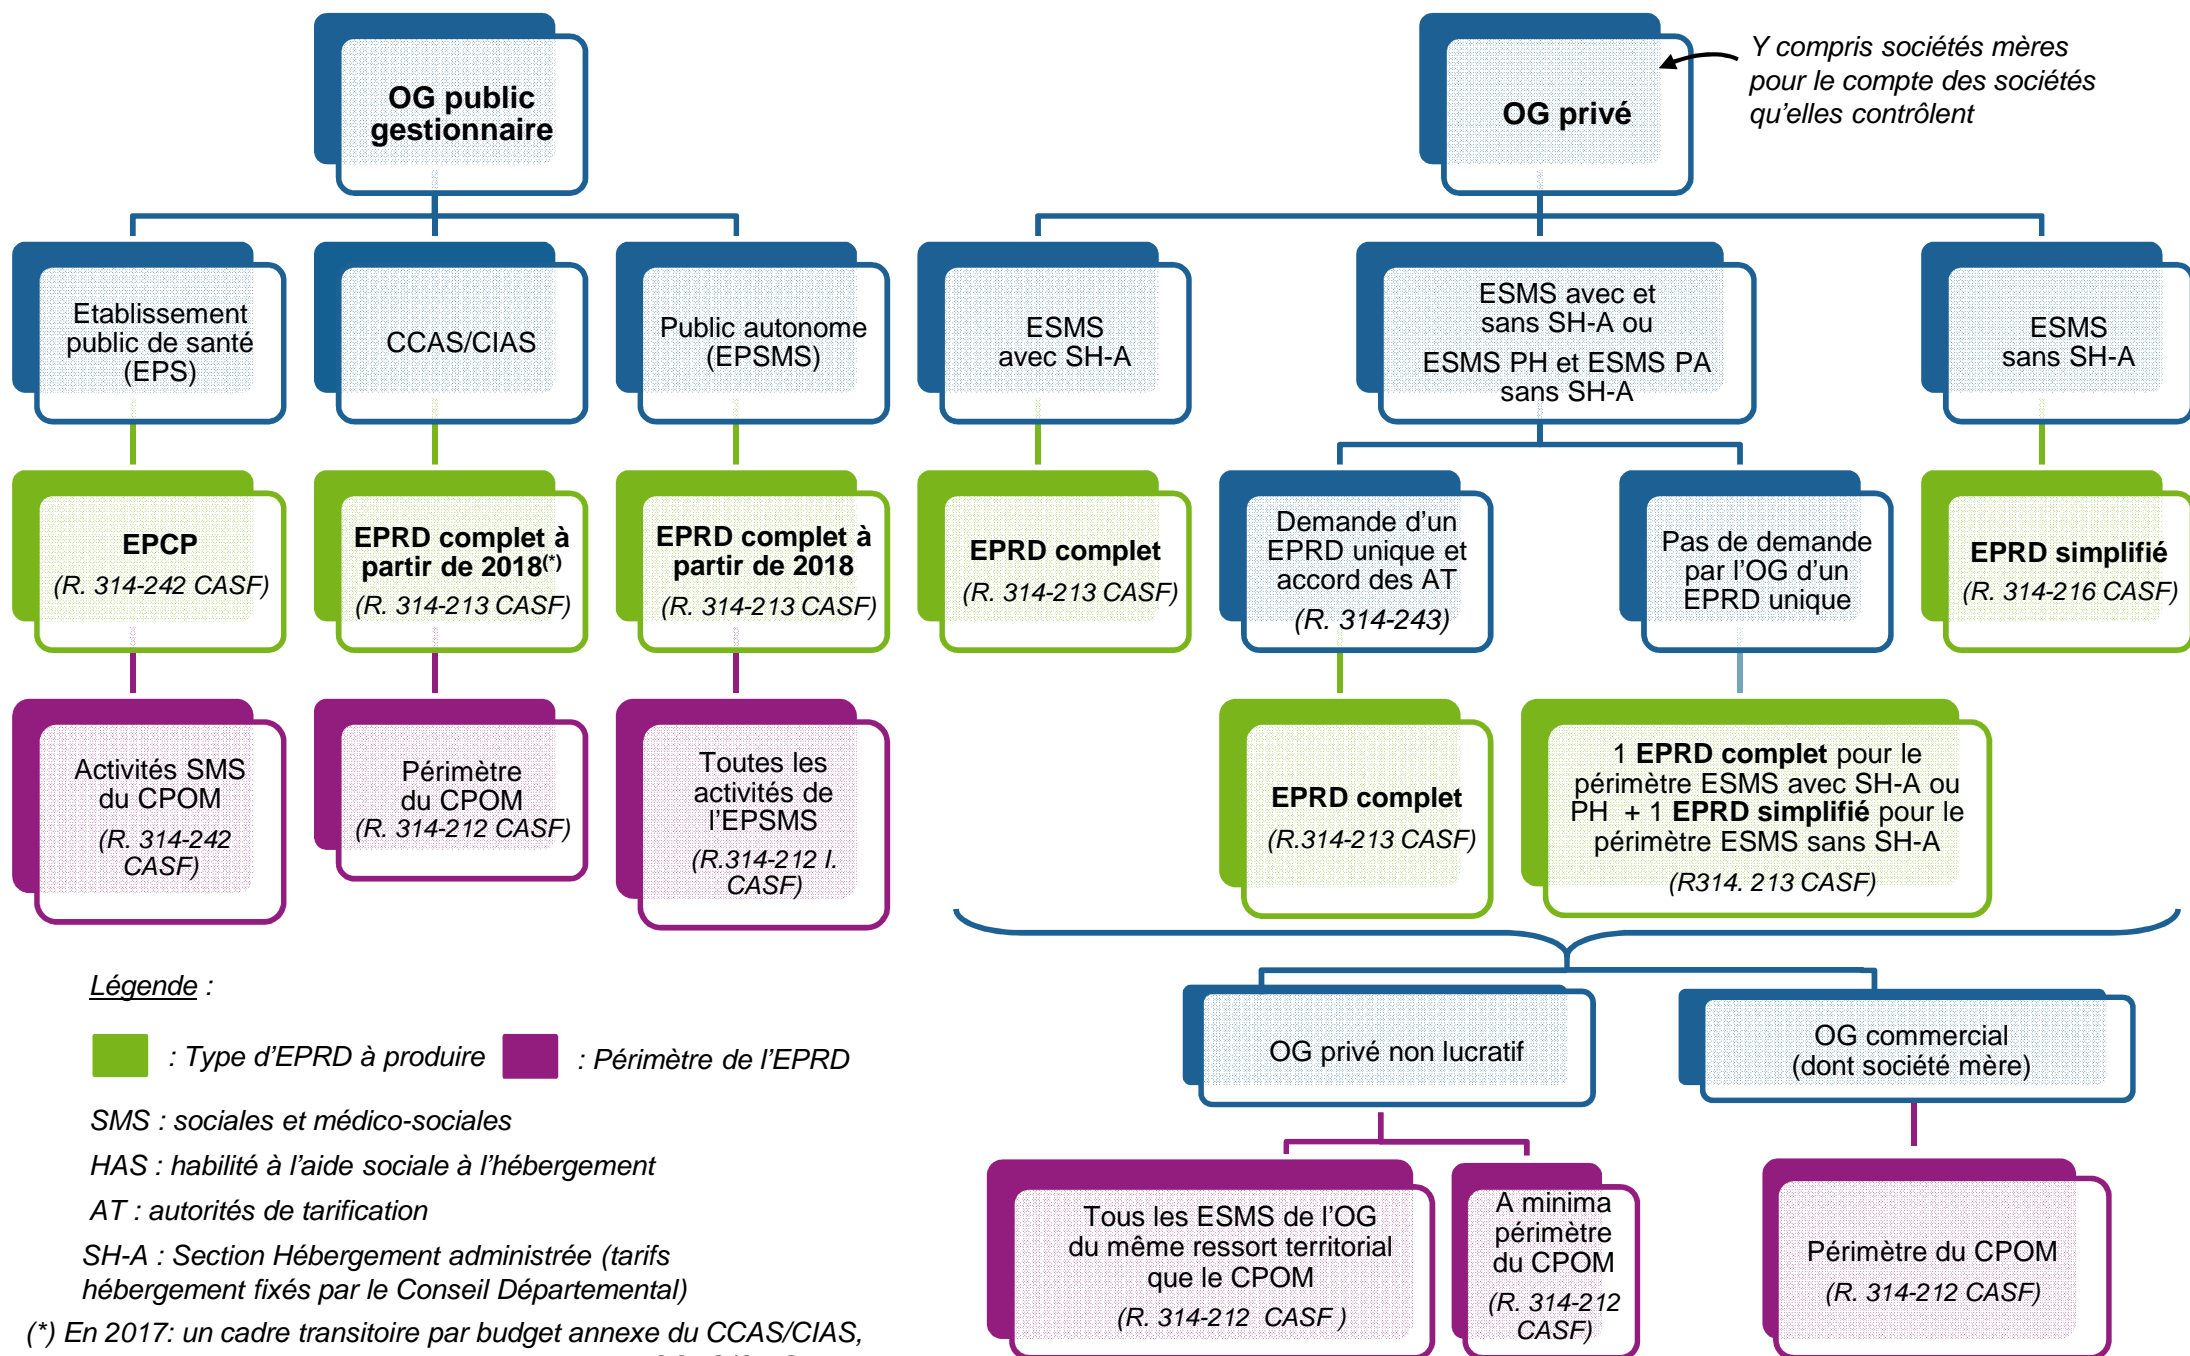 OG public
gestionnaire
OG privé
Y compris sociétés mères
pour le compte des sociétés
qu'elles contrôlent
Etablissement
public de santé
(EPS)
CCAS/CIAS
Public autonome
(EPSMS)
ESMS
avec SH-A
ESMS avec et
sans SH-A ou
ESMS PH et ESMS PA
sans SH-A
ESMS
sans SH-A
EPCP
(R. 314-242 CASF)
EPRD complet à
partir de 2018(*)
(R. 314-213 CASF)
EPRD complet à
partir de 2018
(R. 314-213 CASF)
EPRD complet
(R. 314-213 CASF)
Demande d'un
EPRD unique et
accord des AT
(R. 314-243)
Pas de demande
par l'OG d'un
EPRD unique
EPRD simplifié
(R. 314-216 CASF)
Activités SMS
du CPOM
(R. 314-242
CASF)
Périmètre
du CPOM
(R. 314-212 CASF)
Toutes les
activités de
l'EPSMS
(R.314-212 I.
CASF)
EPRD complet
(R.314-213 CASF)
1 EPRD complet pour le
périmètre ESMS avec SH-A ou
PH + 1 EPRD simplifié pour le
périmètre ESMS sans SH-A
(R314. 213 CASF)
OG privé non lucratif
OG commercial
(dont société mère)
Tous les ESMS de l'OG
du même ressort territorial
que le CPOM
(R. 314-212 CASF )
A minima
périmètre
du CPOM
(R. 314-212
CASF)
Périmètre du CPOM
(R. 314-212 CASF)
Légende :
: Type d'EPRD à produire
: Périmètre de l'EPRD
SMS : sociales et médico-sociales
HAS : habilité à l'aide sociale à l'hébergement
AT : autorités de tarification
SH-A : Section Hébergement administrée (tarifs
hébergement fixés par le Conseil Départemental)
(*) En 2017: un cadre transitoire par budget annexe du CCAS/CIAS,